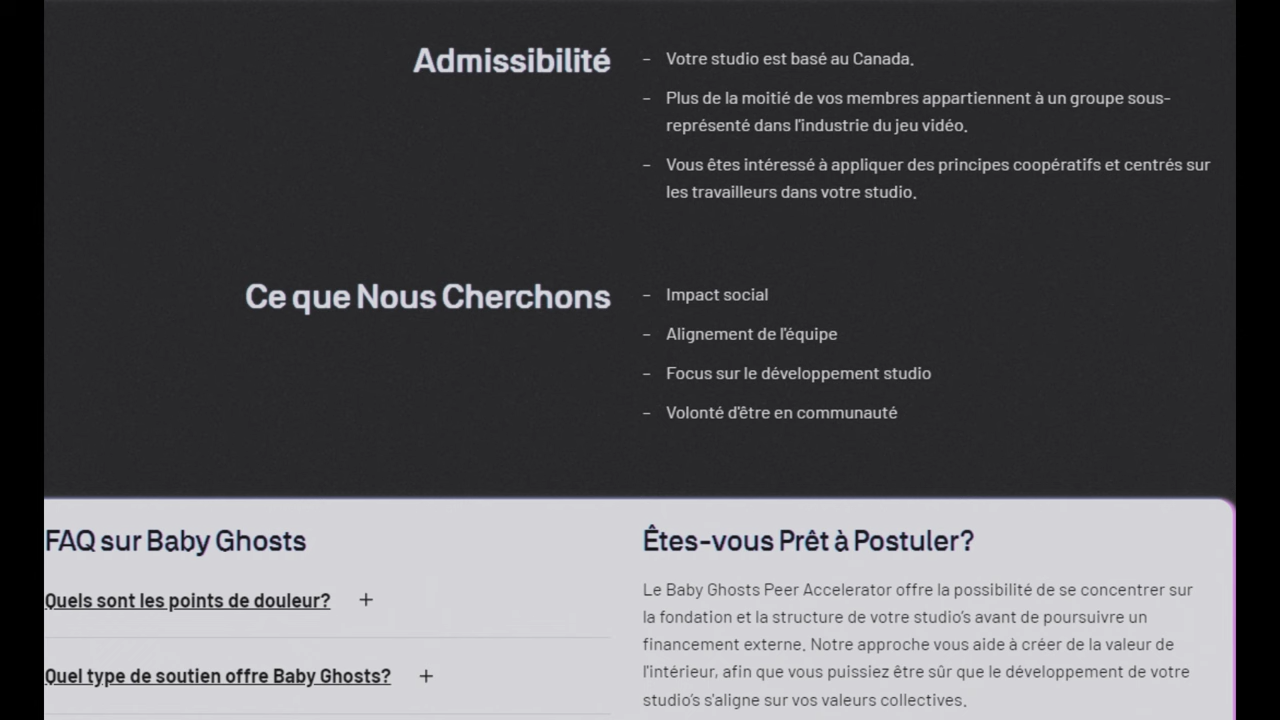 Admissibilité
– Votre studio est basé au Canada.
– Plus de la moitié de vos membres appartiennent à un groupe sous-
représenté dans l'industrie du jeu vidéo.
– Vous êtes intéressé à appliquer des principes coopératifs et centrés sur
les travailleurs dans votre studio.
Ce que Nous Cherchons
– Impact social
– Alignement de l'équipe
– Focus sur le développement studio
– Volonté d'être en communauté
FAQ sur Baby Ghosts
Quels sont les points de douleur? +
Quel type de soutien offre Baby Ghosts? +
Êtes-vous Prêt à Postuler?
Le Baby Ghosts Peer Accelerator offre la possibilité de se concentrer sur
la fondation et la structure de votre studio's avant de poursuivre un
financement externe. Notre approche vous aide à créer de la valeur de
l'intérieur, afin que vous puissiez être sûr que le développement de votre
studio's s'aligne sur vos valeurs collectives.